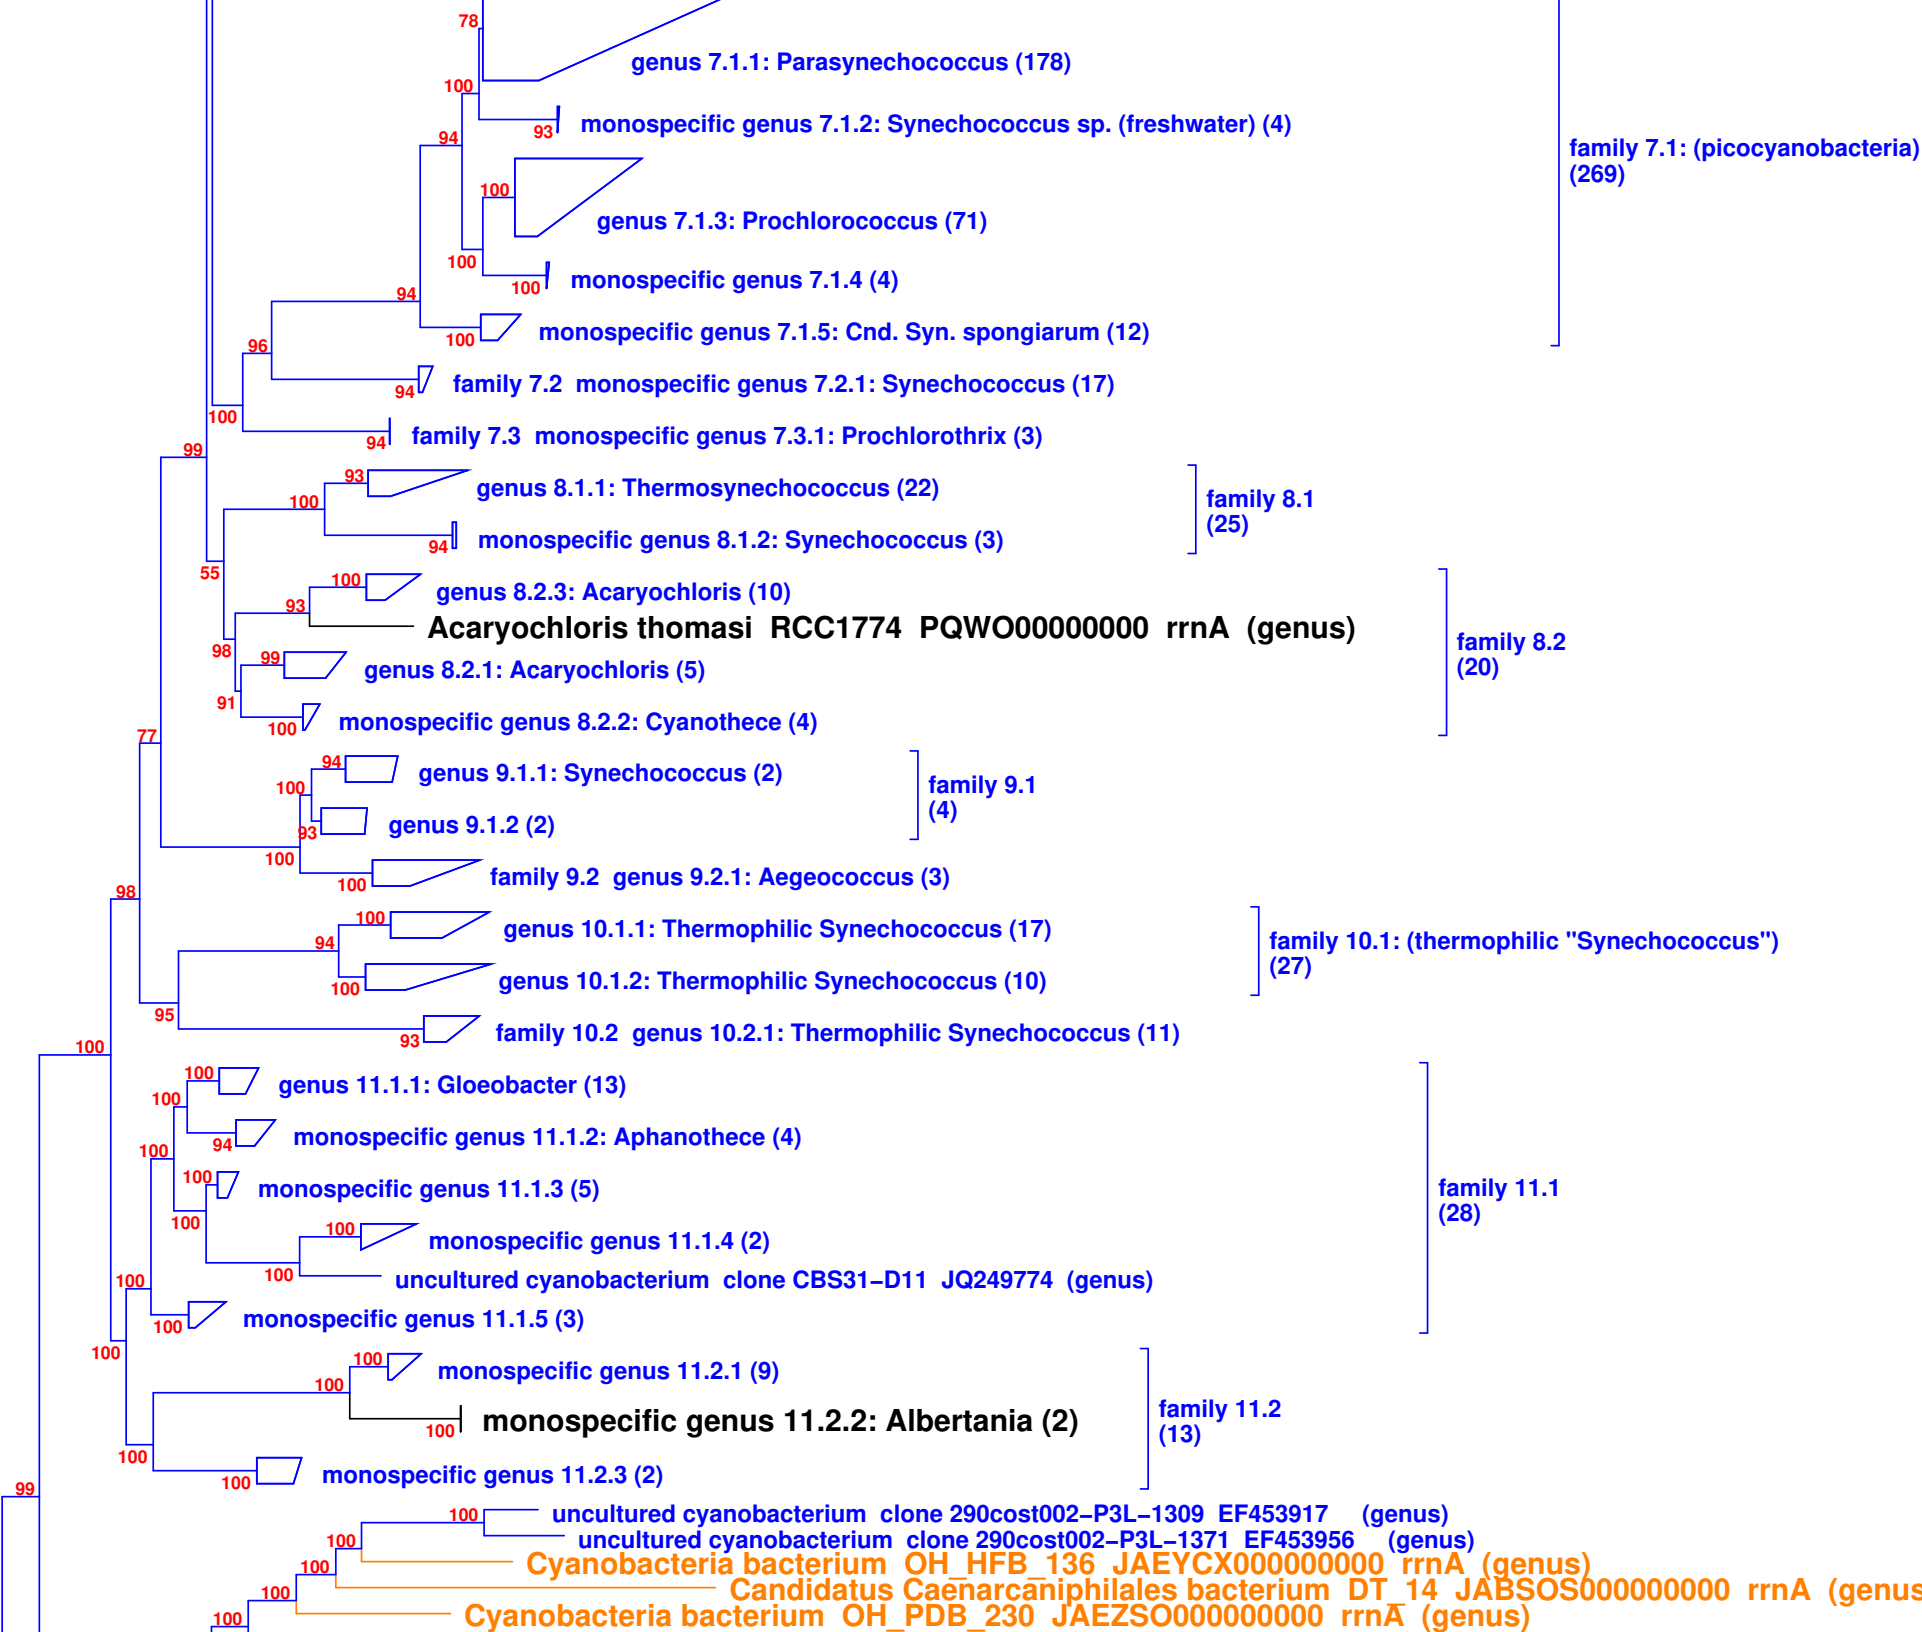 78
genus 7.1.1: Parasynechococcus (178)
100
93
monospecific genus 7.1.2: Synechococcus sp. (freshwater) (4)
94
family 7.1: (picocyanobacteria)
(269)
100
genus 7.1.3: Prochlorococcus (71)
100
100
monospecific genus 7.1.4 (4)
94
100
monospecific genus 7.1.5: Cnd. Syn. spongiarum (12)
96
94
family 7.2 monospecific genus 7.2.1: Synechococcus (17)
100
94
family 7.3 monospecific genus 7.3.1: Prochlorothrix (3)
99
93
genus 8.1.1: Thermosynechococcus (22)
100
family 8.1
(25)
94
monospecific genus 8.1.2: Synechococcus (3)
55
100
genus 8.2.3: Acaryochloris (10)
93
Acaryochloris thomasi RCC1774 PQWO00000000 rrnA (genus)
98
family 8.2
(20)
99
genus 8.2.1: Acaryochloris (5)
91
100
monospecific genus 8.2.2: Cyanothece (4)
77
94
genus 9.1.1: Synechococcus (2)
100
family 9.1
(4)
93
genus 9.1.2 (2)
100
100
family 9.2 genus 9.2.1: Aegeococcus (3)
98
100
genus 10.1.1: Thermophilic Synechococcus (17)
94
family 10.1: (thermophilic "Synechococcus")
(27)
100
genus 10.1.2: Thermophilic Synechococcus (10)
95
93
family 10.2 genus 10.2.1: Thermophilic Synechococcus (11)
100
100
genus 11.1.1: Gloeobacter (13)
100
94
monospecific genus 11.1.2: Aphanothece (4)
100
100
monospecific genus 11.1.3 (5)
family 11.1
(28)
100
100
monospecific genus 11.1.4 (2)
100
uncultured cyanobacterium clone CBS31−D11 JQ249774 (genus)
100
100
monospecific genus 11.1.5 (3)
100
100
monospecific genus 11.2.1 (9)
100
100
monospecific genus 11.2.2: Albertania (2)
family 11.2
(13)
100
100
monospecific genus 11.2.3 (2)
99
100
uncultured cyanobacterium clone 290cost002−P3L−1309 EF453917 (genus)
uncultured cyanobacterium clone 290cost002−P3L−1371 EF453956 (genus)
100
Cyanobacteria bacterium OH_HFB_136 JAEYCX000000000 rrnA (genus)
100
Candidatus Caenarcaniphilales bacterium DT_14 JABSOS000000000 rrnA (genus
100
Cyanobacteria bacterium OH_PDB_230 JAEZSO000000000 rrnA (genus)
100